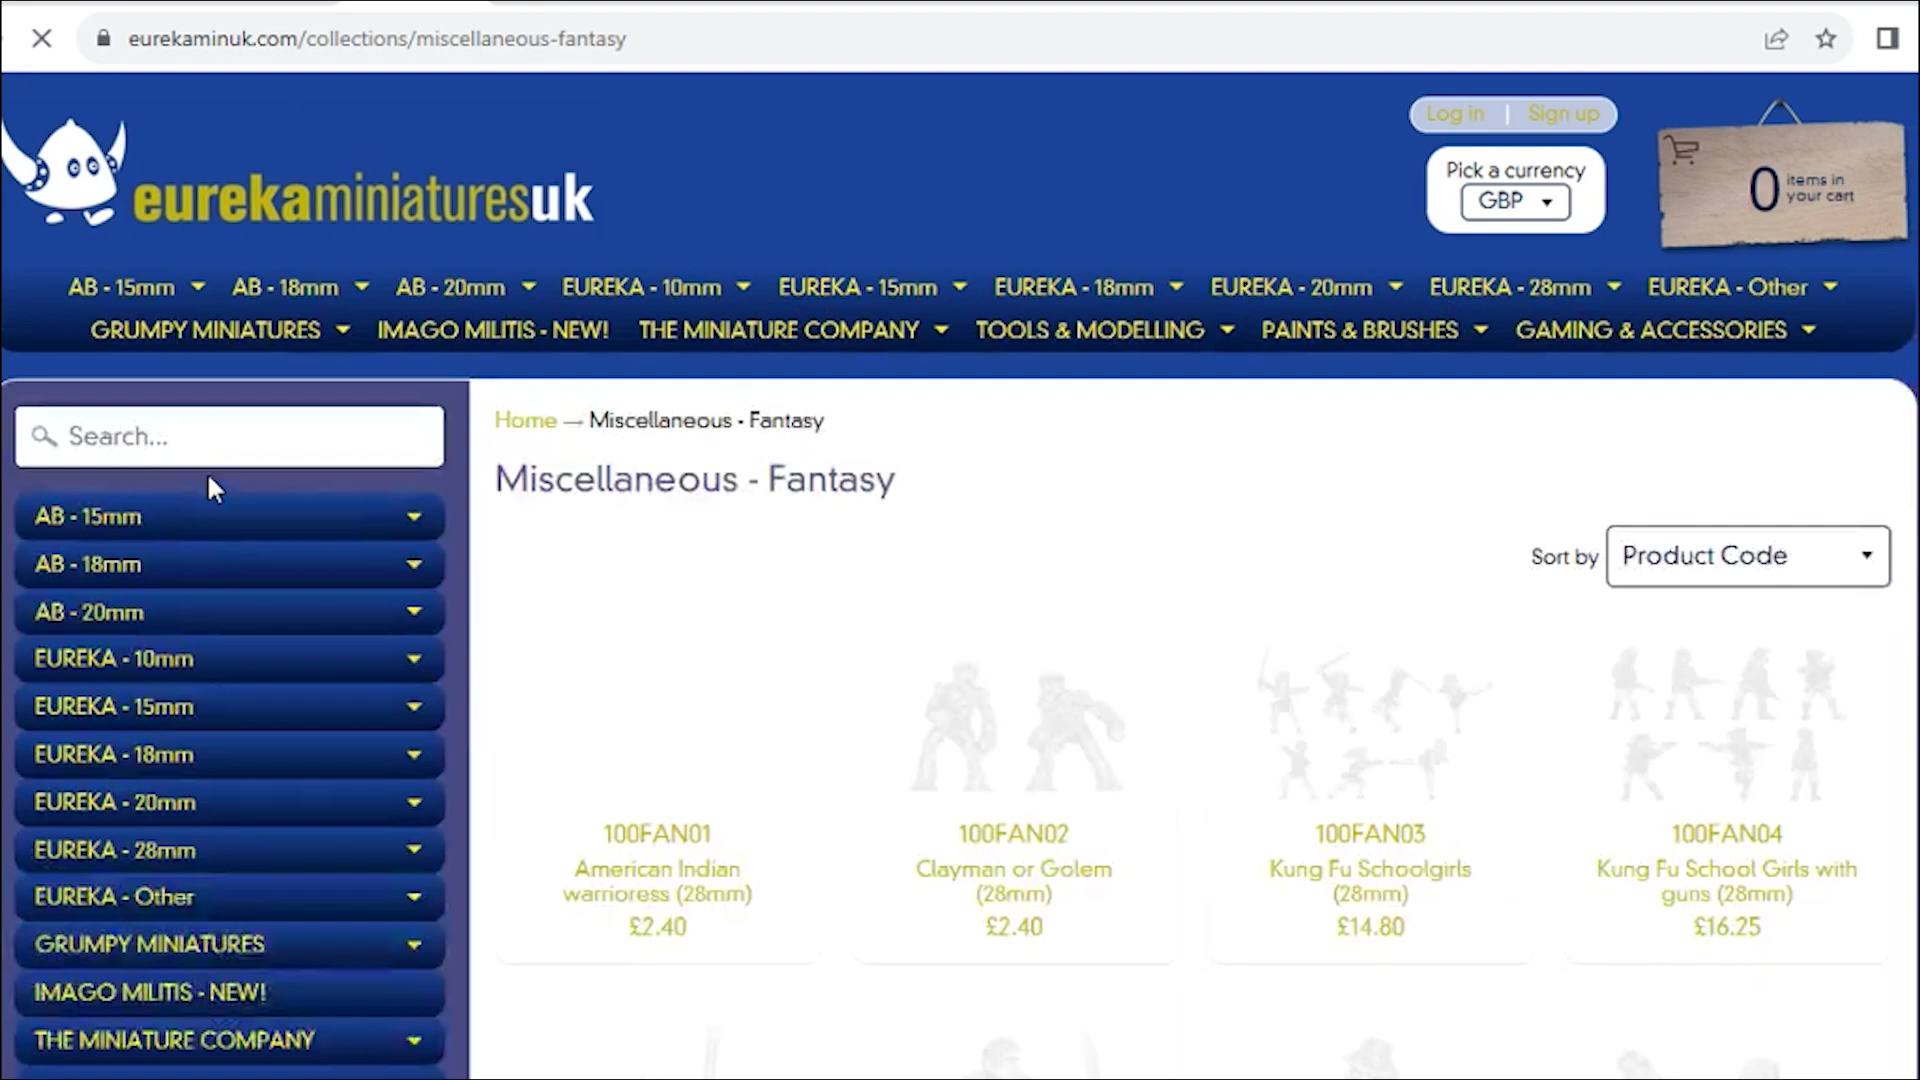 eurekaminuk.com/collections/miscellaneous-fantasy
Log in | Sign up
Pick a currency
GBP
0 items in your cart
eurekaminiaturesuk
AB - 15mm AB - 18mm AB - 20mm EUREKA - 10mm EUREKA - 15mm EUREKA - 18mm EUREKA - 20mm EUREKA - 28mm EUREKA - Other
GRUMPY MINIATURES IMAGO MILITIS - NEW! THE MINIATURE COMPANY TOOLS & MODELLING PAINTS & BRUSHES GAMING & ACCESSORIES
Search...
AB - 15mm
AB - 18mm
AB - 20mm
EUREKA - 10mm
EUREKA - 15mm
EUREKA - 18mm
EUREKA - 20mm
EUREKA - 28mm
EUREKA - Other
GRUMPY MINIATURES
IMAGO MILITIS - NEW!
THE MINIATURE COMPANY
Home → Miscellaneous - Fantasy
Miscellaneous - Fantasy
Sort by Product Code
100FAN01
American Indian
warrioress (28mm)
£2.40
100FAN02
Clayman or Golem
(28mm)
£2.40
100FAN03
Kung Fu Schoolgirls
(28mm)
£14.80
100FAN04
Kung Fu School Girls with
guns (28mm)
£16.25